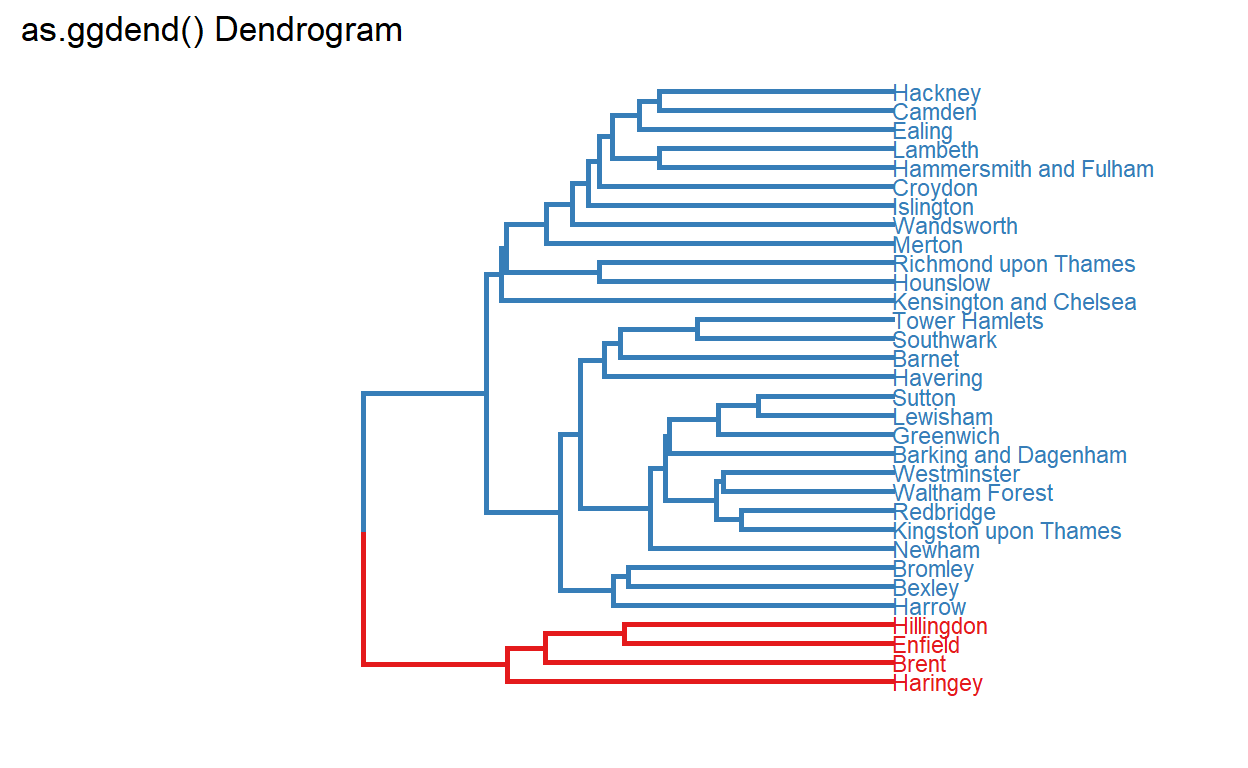 as.ggdend() Dendrogram
Hackney
Camden
Ealing
Lambeth
Hammersmith and Fulham
Croydon
Islington
Wandsworth
Merton
Richmond upon Thames
Hounslow
Kensington and Chelsea
Tower Hamlets
Southwark
Barnet
Havering
Sutton
Lewisham
Greenwich
Barking and Dagenham
Westminster
Waltham Forest
Redbridge
Kingston upon Thames
Newham
Bromley
Bexley
Harrow
Hillingdon
Enfield
Brent
Haringey